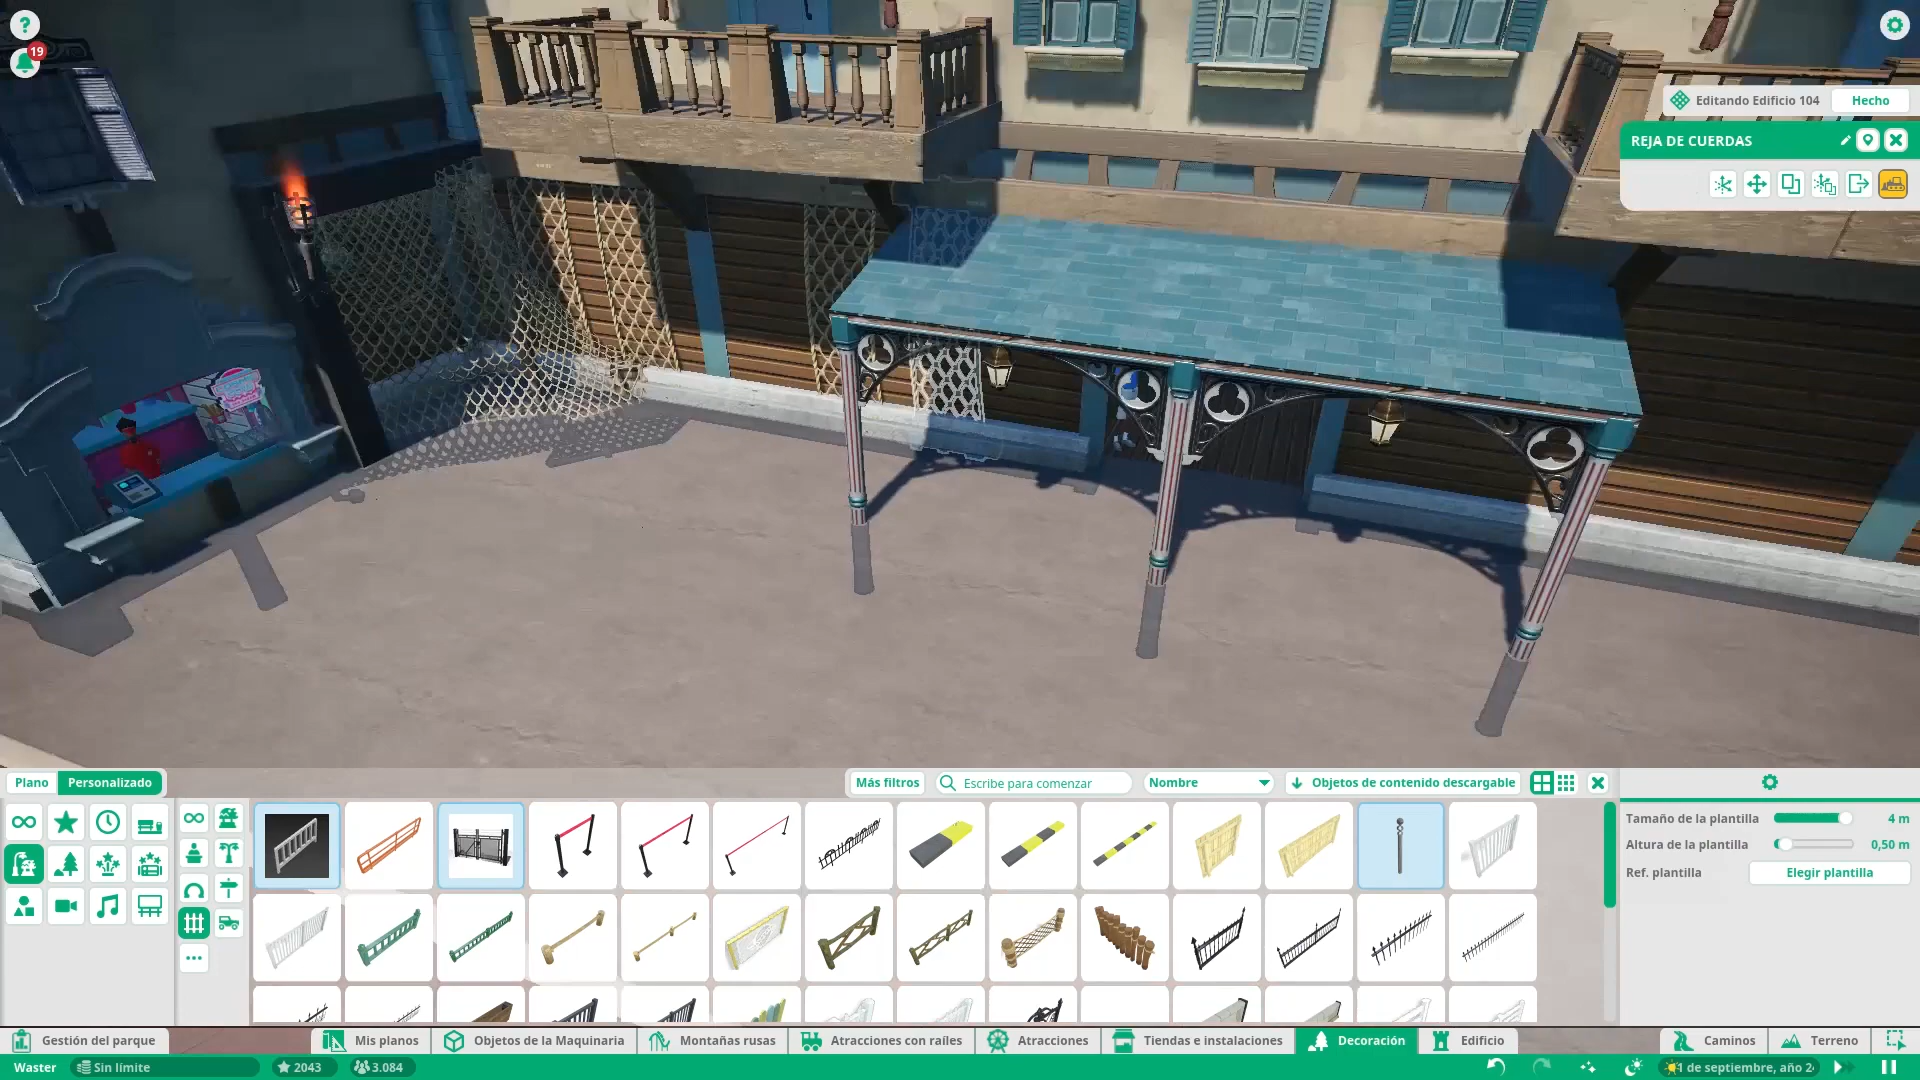 ?
19
Editando Edificio 104
Hecho
REJA DE CUERDAS
Plano
Personalizado
Más filtros
Escribe para comenzar
Nombre
Objetos de contenido descargable
Tamaño de la plantilla
4 m
Altura de la plantilla
0,50 m
Ref. plantilla
Elegir plantilla
Gestión del parque
Mis planos
Objetos de la Maquinaria
Montañas rusas
Atracciones con raíles
Atracciones
Tiendas e instalaciones
Decoración
Edificio
Caminos
Terreno
Waster
Sin límite
2043
3.084
1 de septiembre, año 2